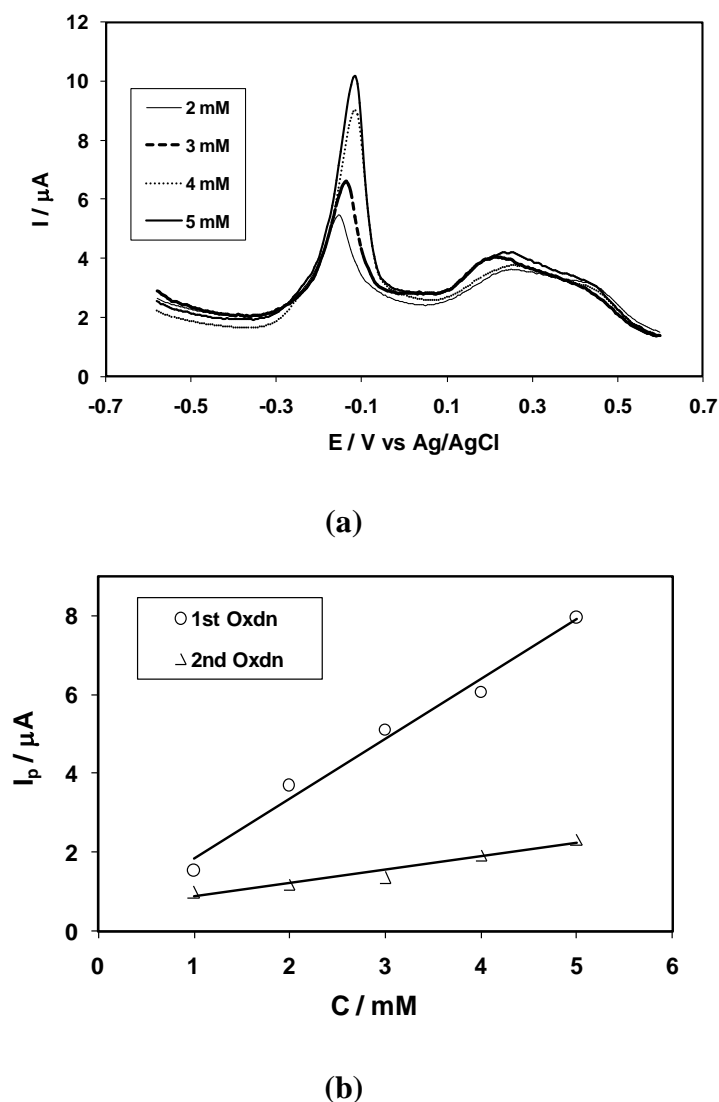 12
10
8
6
4
2
0
I / μA
2 mM
3 mM
4 mM
5 mM
-0.7 -0.5 -0.3 -0.1 0.1 0.3 0.5 0.7
E / V vs Ag/AgCl
(a)
8
6
4
2
0
Ip / μA
1st Oxdn
2nd Oxdn
0 1 2 3 4 5 6
C / mM
(b)